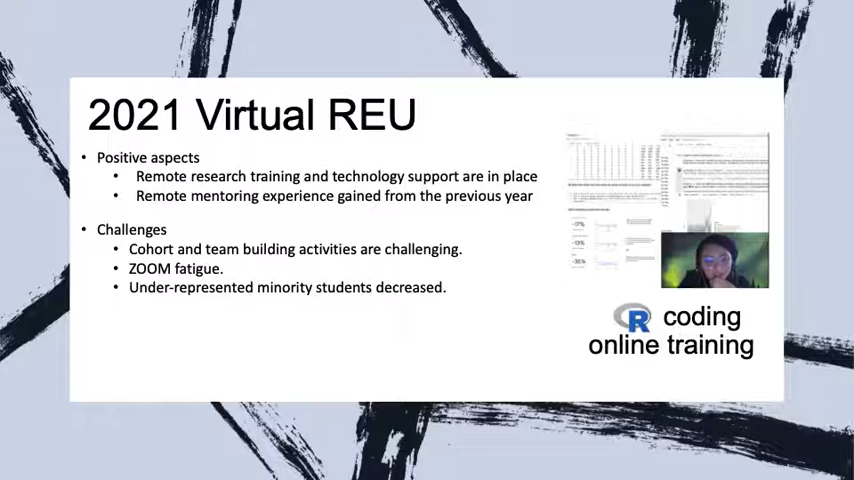 2021 Virtual REU
• Positive aspects
• Remote research training and technology support are in place
• Remote mentoring experience gained from the previous year
• Challenges
• Cohort and team building activities are challenging.
• ZOOM fatigue.
• Under-represented minority students decreased.
-17%
R coding
online training